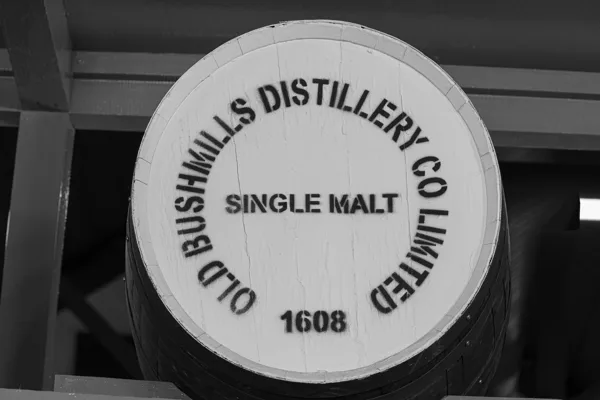 OLD BUSHMILLS DISTILLERY CO LIMITED
SINGLE MALT
1608